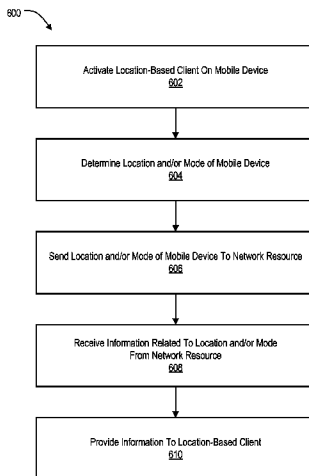 600
Activate Location-Based Client On Mobile Device
602
Determine Location and/or Mode of Mobile Device
604
Send Location and/or Mode of Mobile Device To Network Resource
606
Receive Information Related To Location and/or Mode
From Network Resource
608
Provide Information To Location-Based Client
610